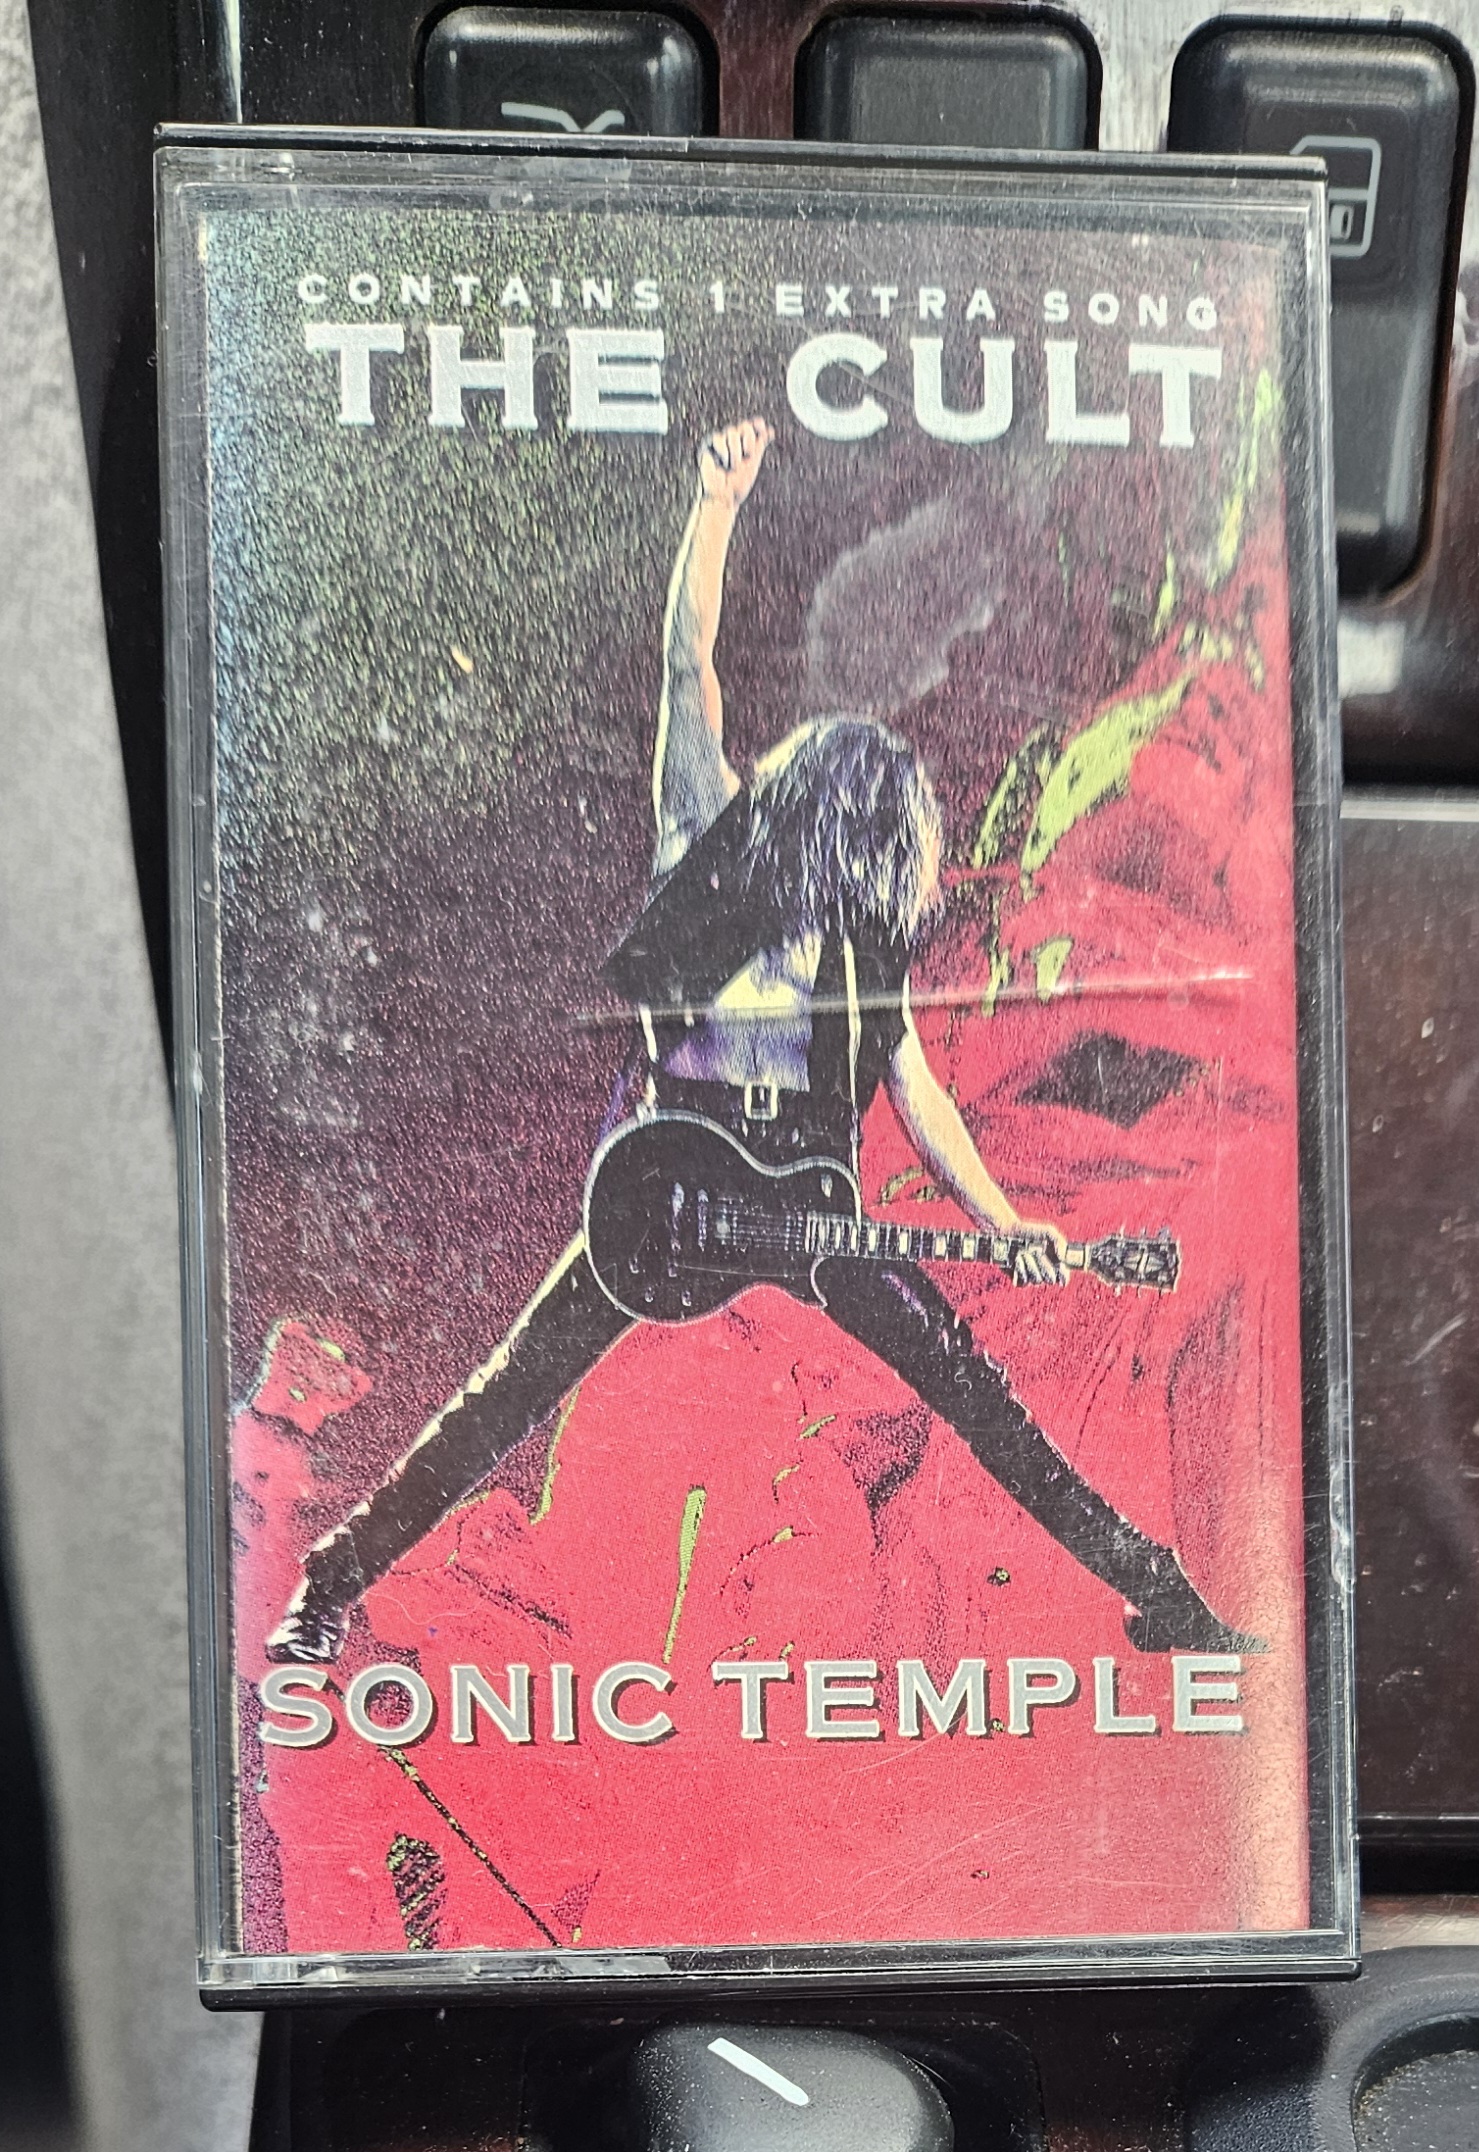 CONTAINS 1 EXTRA SONG
THE CULT
SONIC TEMPLE